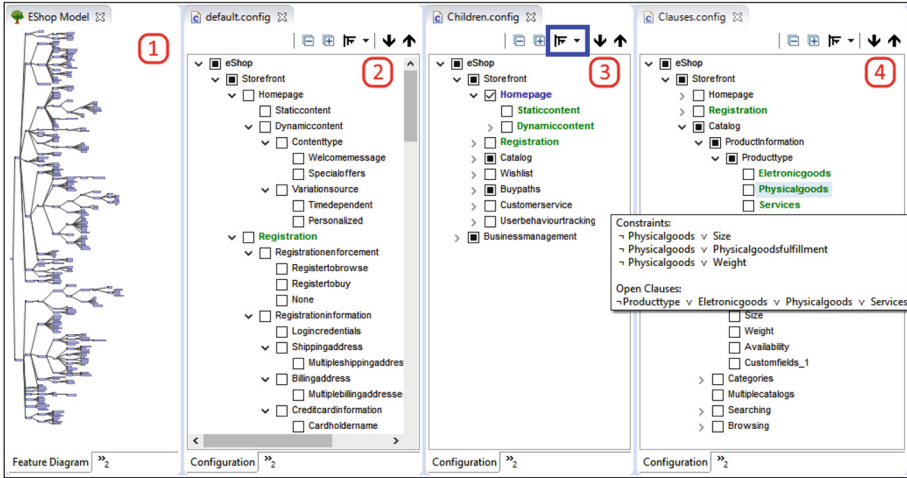 EShop Model
1
Feature Diagram
»2
default.config
2
eShop
Storefront
Homepage
Staticcontent
Dynamiccontent
Contenttype
Welcomemessage
Specialoffers
Variationsource
Timedependent
Personalized
Registration
Registrationenforcement
Registertobrowse
Registertobuy
None
Registrationinformation
Logincredentials
Shippingaddress
Multipleshippingaddres
Billingaddress
Multiplebillingaddresse
Creditcardinformation
Cardholdername
Configuration
»2
Children.config
3
eShop
Storefront
Homepage
Staticcontent
Dynamiccontent
Registration
Catalog
Wishlist
Buypaths
Customerservice
Userbehaviourtracking
Businessmanagement
Configuration
»2
Clauses.config
4
eShop
Storefront
Homepage
Registration
Catalog
ProductInformation
Producttype
Eletronicgoods
Physicalgoods
Services
Constraints:
¬ Physicalgoods ∨ Size
¬ Physicalgoods ∨ Physicalgoodsfulfillment
¬ Physicalgoods ∨ Weight
Open Clauses:
¬Producttype ∨ Eletronicgoods ∨ Physicalgoods ∨ Services
Size
Weight
Availability
Customfields_1
Categories
Multiplecatalogs
Searching
Browsing
Configuration
»2